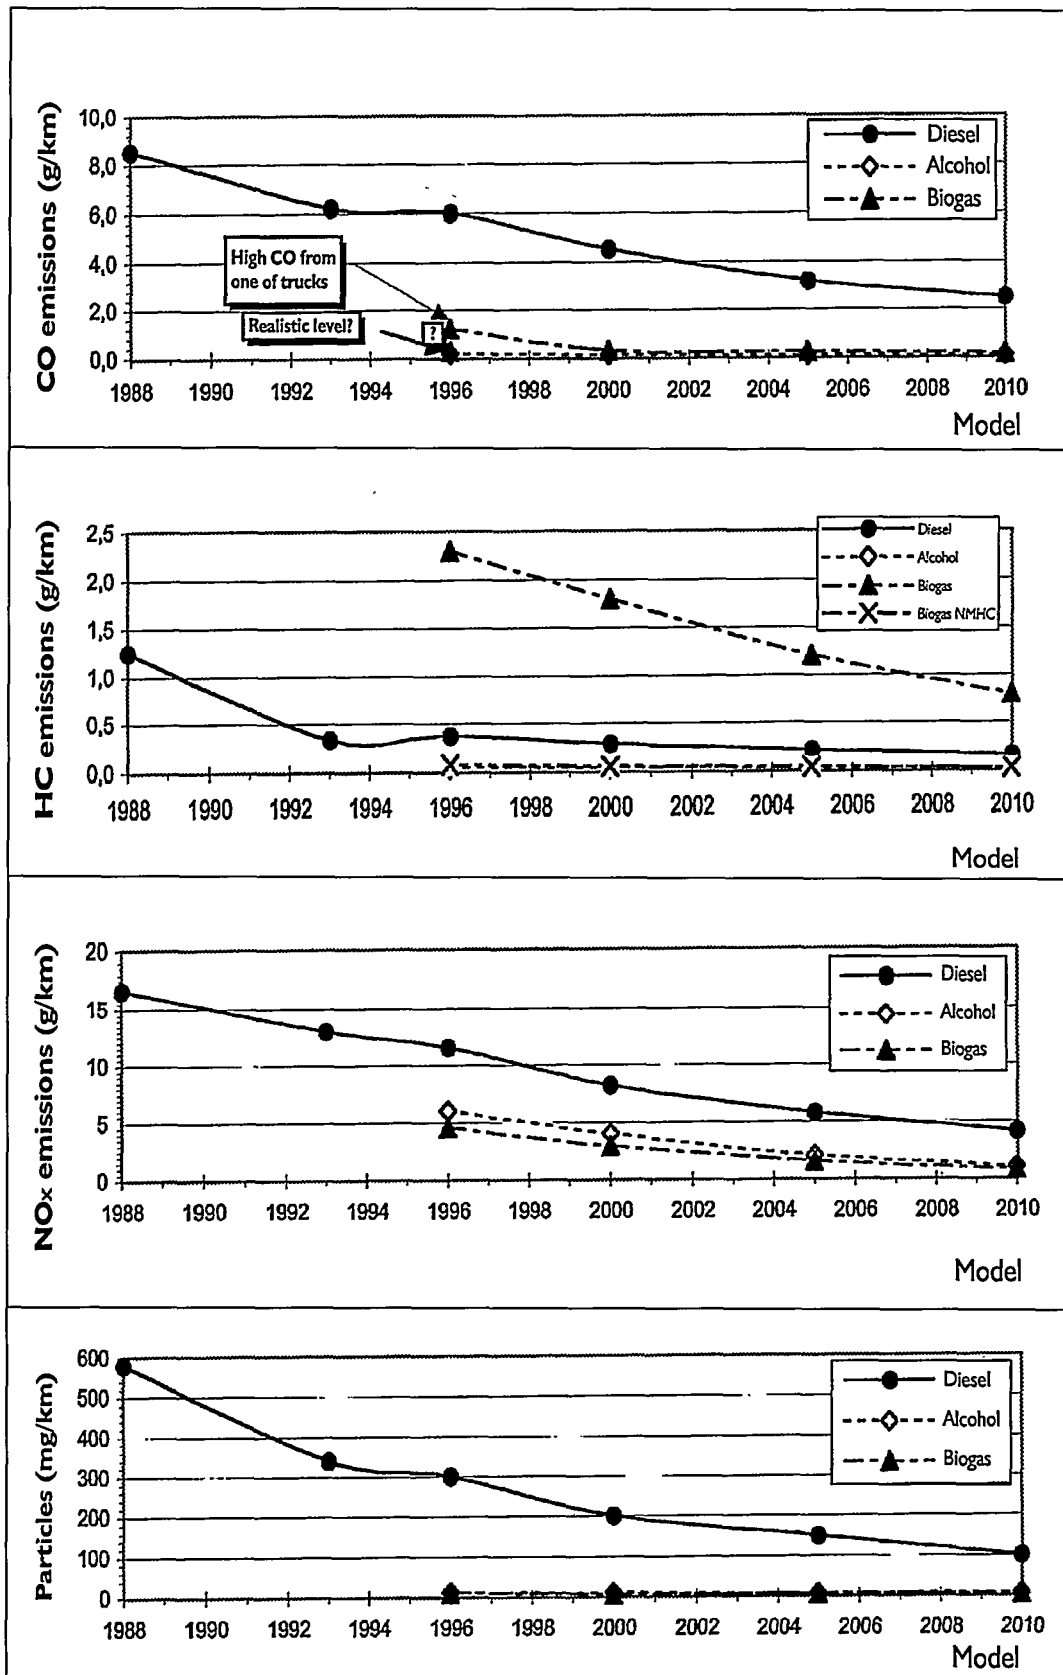 CO emissions (g/km)
10,0
8,0
6,0
4,0
2,0
0,0
Diesel
Alcohol
Biogas
High CO from
one of trucks
Realistic level?
?
1988 1990 1992 1994 1996 1998 2000 2002 2004 2006 2008 2010
Model
HC emissions (g/km)
2,5
2,0
1,5
1,0
0,5
0,0
Diesel
Alcohol
Biogas
Biogas NMHC
1988 1990 1992 1994 1996 1998 2000 2002 2004 2006 2008 2010
Model
NOx emissions (g/km)
20
15
10
5
0
Diesel
Alcohol
Biogas
1988 1990 1992 1994 1996 1998 2000 2002 2004 2006 2008 2010
Model
Particles (mg/km)
600
500
400
300
200
100
0
Diesel
Alcohol
Biogas
1988 1990 1992 1994 1996 1998 2000 2002 2004 2006 2008 2010
Model